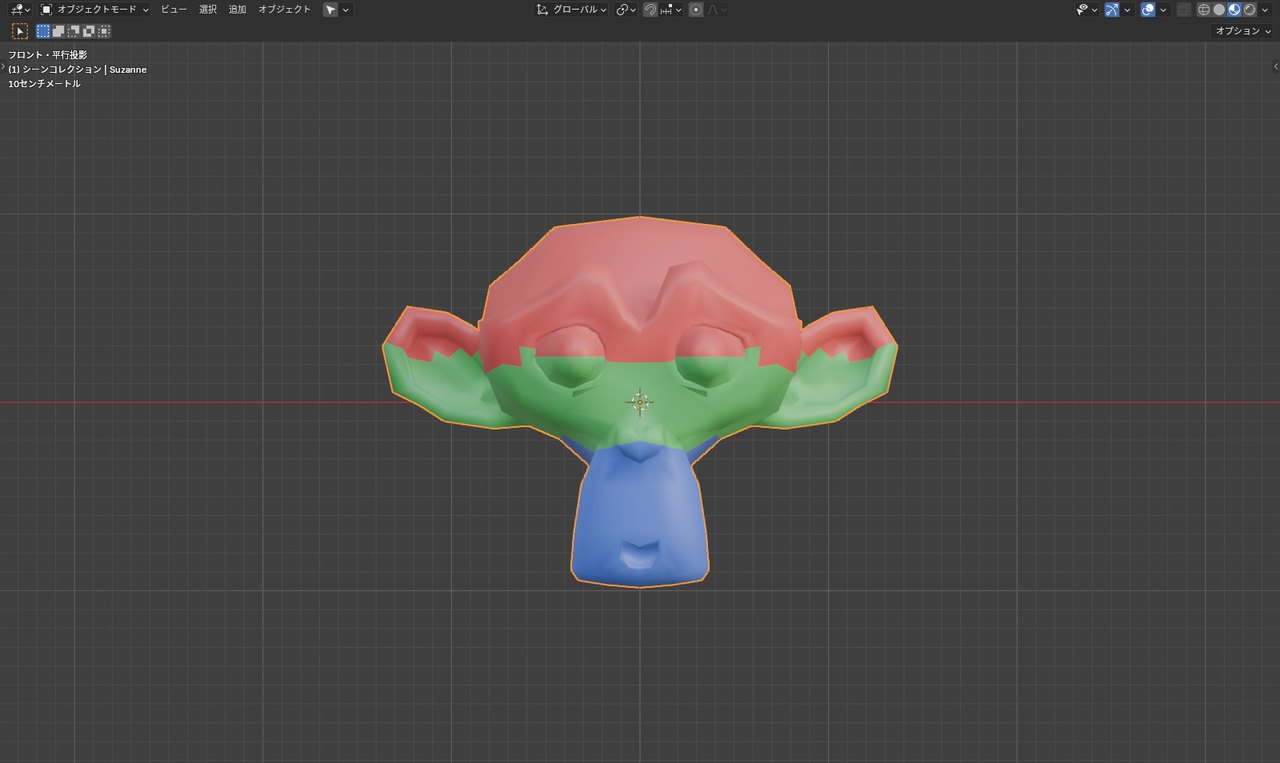 オブジェクトモード ビュー 選択 追加 オブジェクト グローバル
オプション
フロント・平行投影
(1) シーンコレクション | Suzanne
10センチメートル